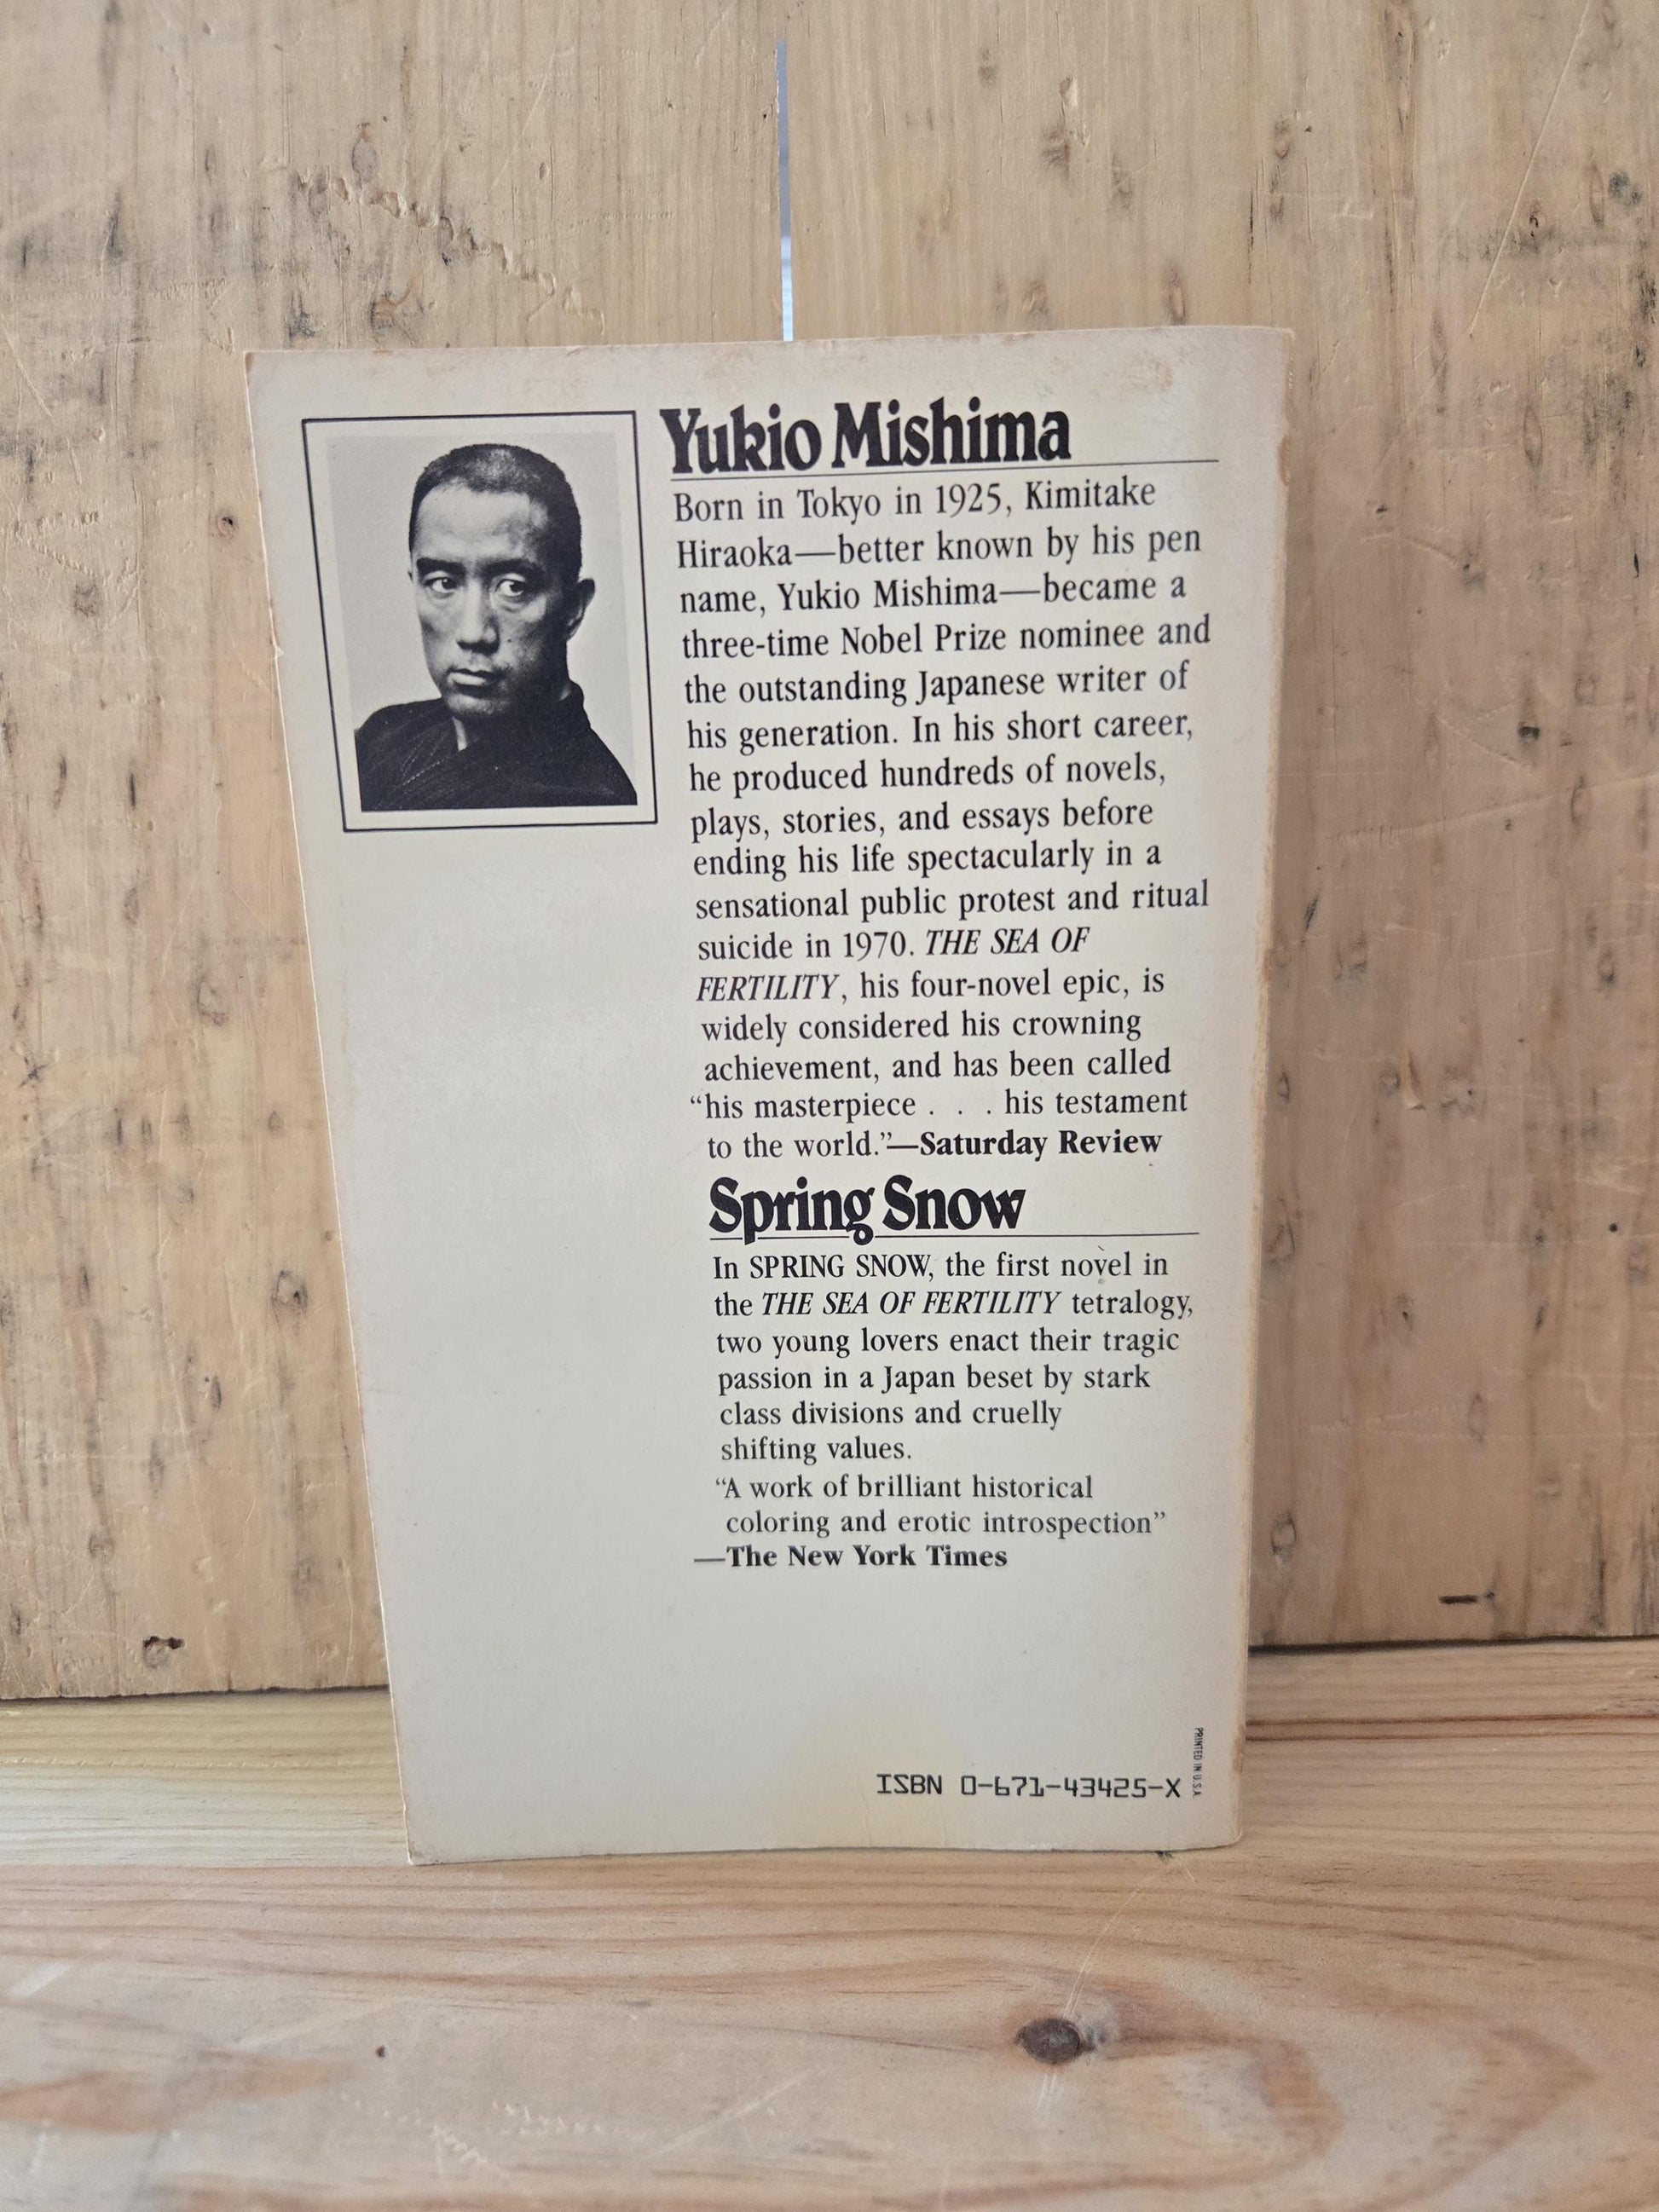 Yukio Mishima
Born in Tokyo in 1925, Kimitake
Hiraoka—better known by his pen
name, Yukio Mishima—became a
three-time Nobel Prize nominee and
the outstanding Japanese writer of
his generation. In his short career,
he produced hundreds of novels,
plays, stories, and essays before
ending his life spectacularly in a
sensational public protest and ritual
suicide in 1970. THE SEA OF
FERTILITY, his four-novel epic, is
widely considered his crowning
achievement, and has been called
“his masterpiece . . . his testament
to the world.”—Saturday Review
Spring Snow
In SPRING SNOW, the first novel in
the THE SEA OF FERTILITY tetralogy,
two young lovers enact their tragic
passion in a Japan beset by stark
class divisions and cruelly
shifting values.
“A work of brilliant historical
coloring and erotic introspection”
—The New York Times
ISBN 0-671-43425-X
PRINTED IN U.S.A.